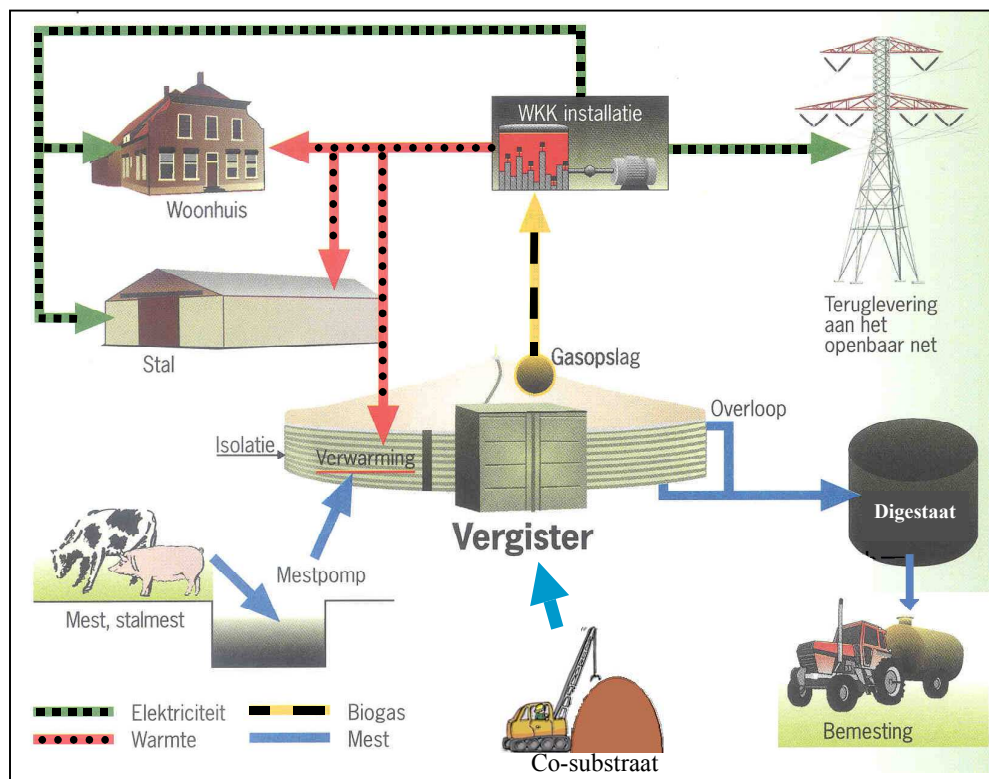 WKK installatie
Woonhuis
Stal
Gasopslag
Teruglevering
aan het
openbaar net
Overloop
Isolatie
Verwarming
Digestaat
Vergister
Mestpomp
Mest, stalmest
Elektriciteit
Biogas
Warmte
Mest
Co-substraat
Bemesting